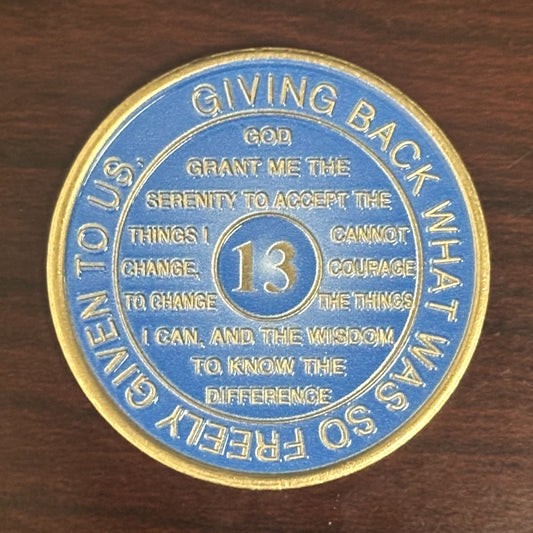 GIVING BACK WHAT WAS SO FREELY GIVEN TO US.
GOD
GRANT ME THE
SERENITY TO ACCEPT THE
THINGS I CANNOT
CHANGE, COURAGE
TO CHANGE THE THINGS
I CAN, AND THE WISDOM
TO KNOW THE
DIFFERENCE
13